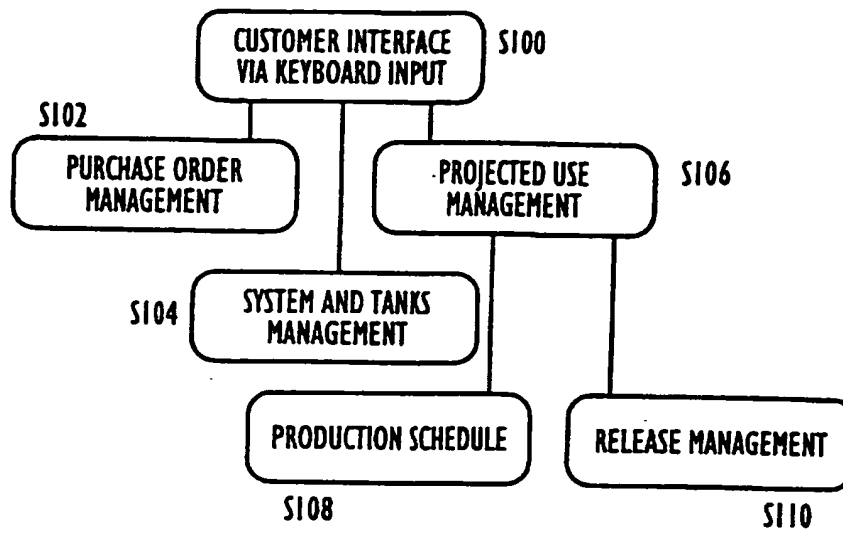 CUSTOMER INTERFACE
VIA KEYBOARD INPUT
S100
S102
PURCHASE ORDER
MANAGEMENT
PROJECTED USE
MANAGEMENT
S106
S104
SYSTEM AND TANKS
MANAGEMENT
PRODUCTION SCHEDULE
S108
RELEASE MANAGEMENT
S110